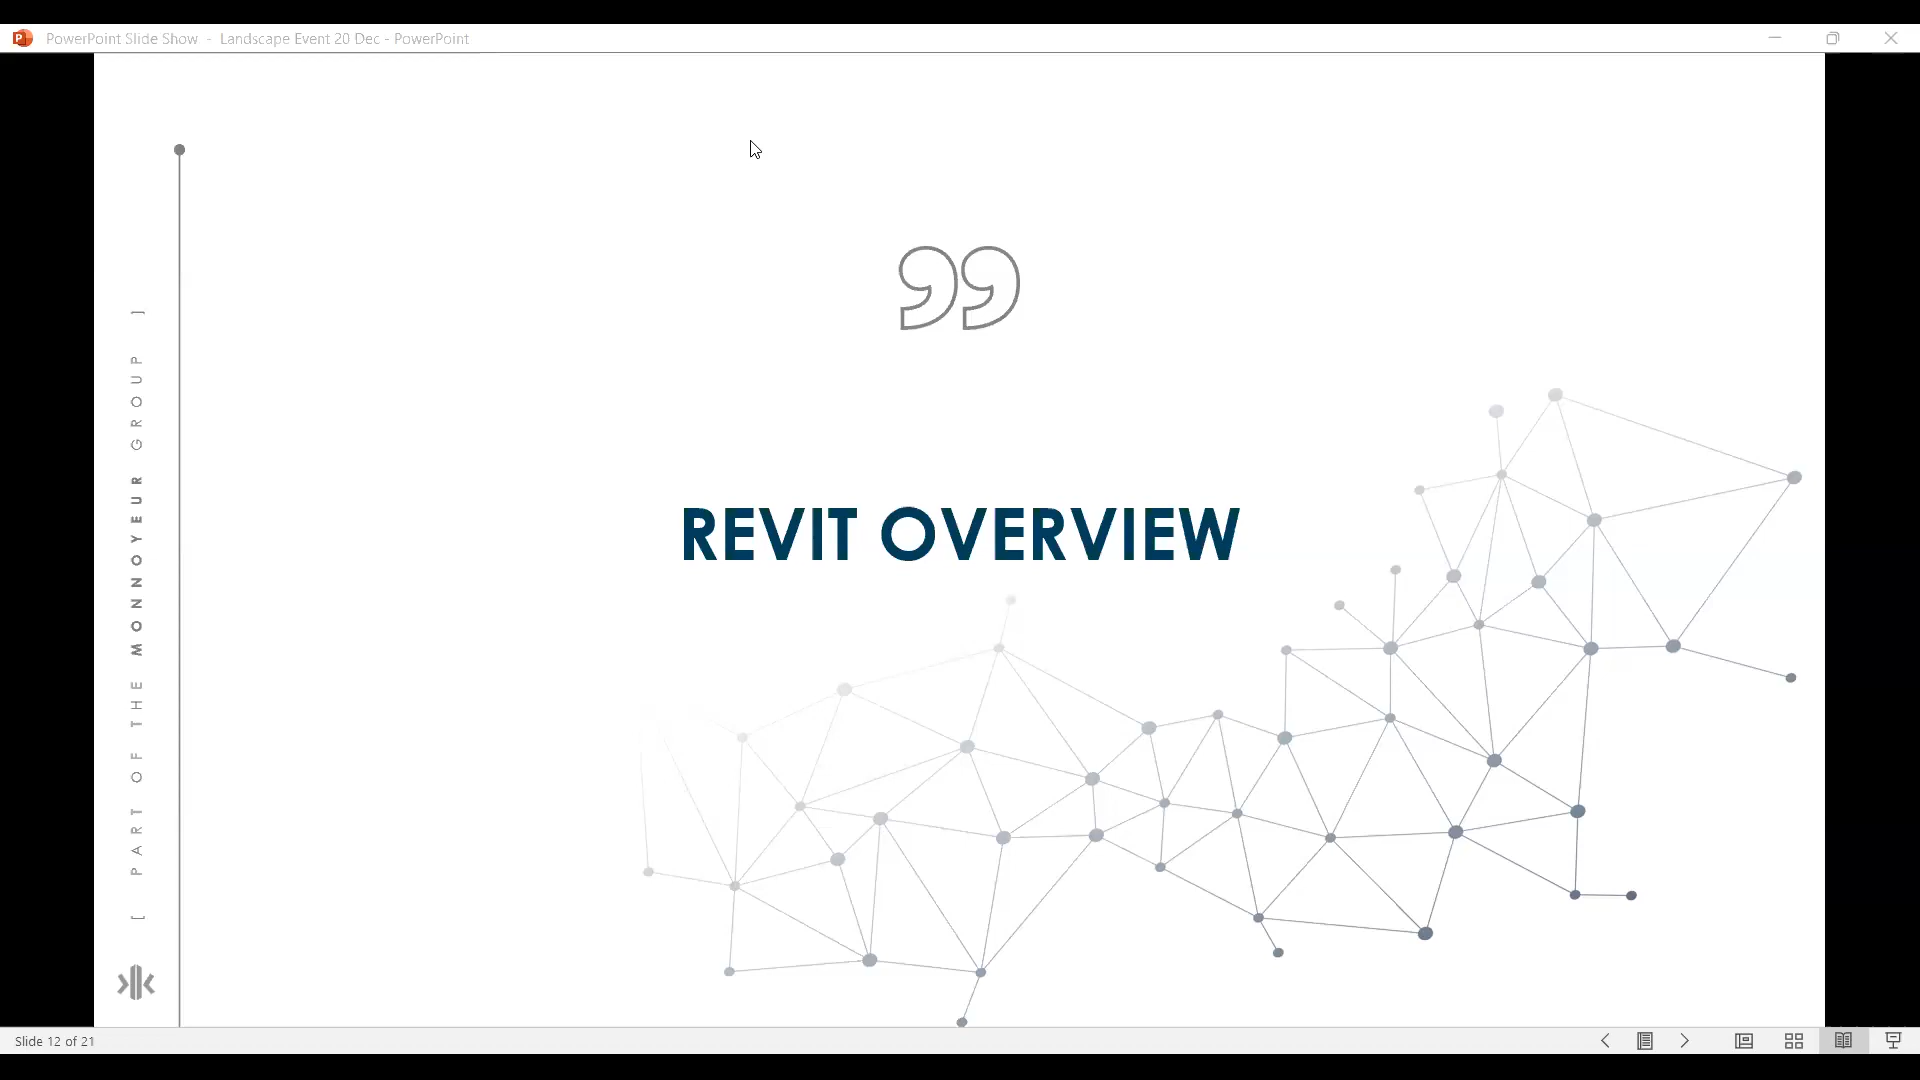 PowerPoint Slide Show - Landscape Event 20 Dec - PowerPoint
[ PART OF THE MONNOYEUR GROUP ]
REVIT OVERVIEW
Slide 12 of 21